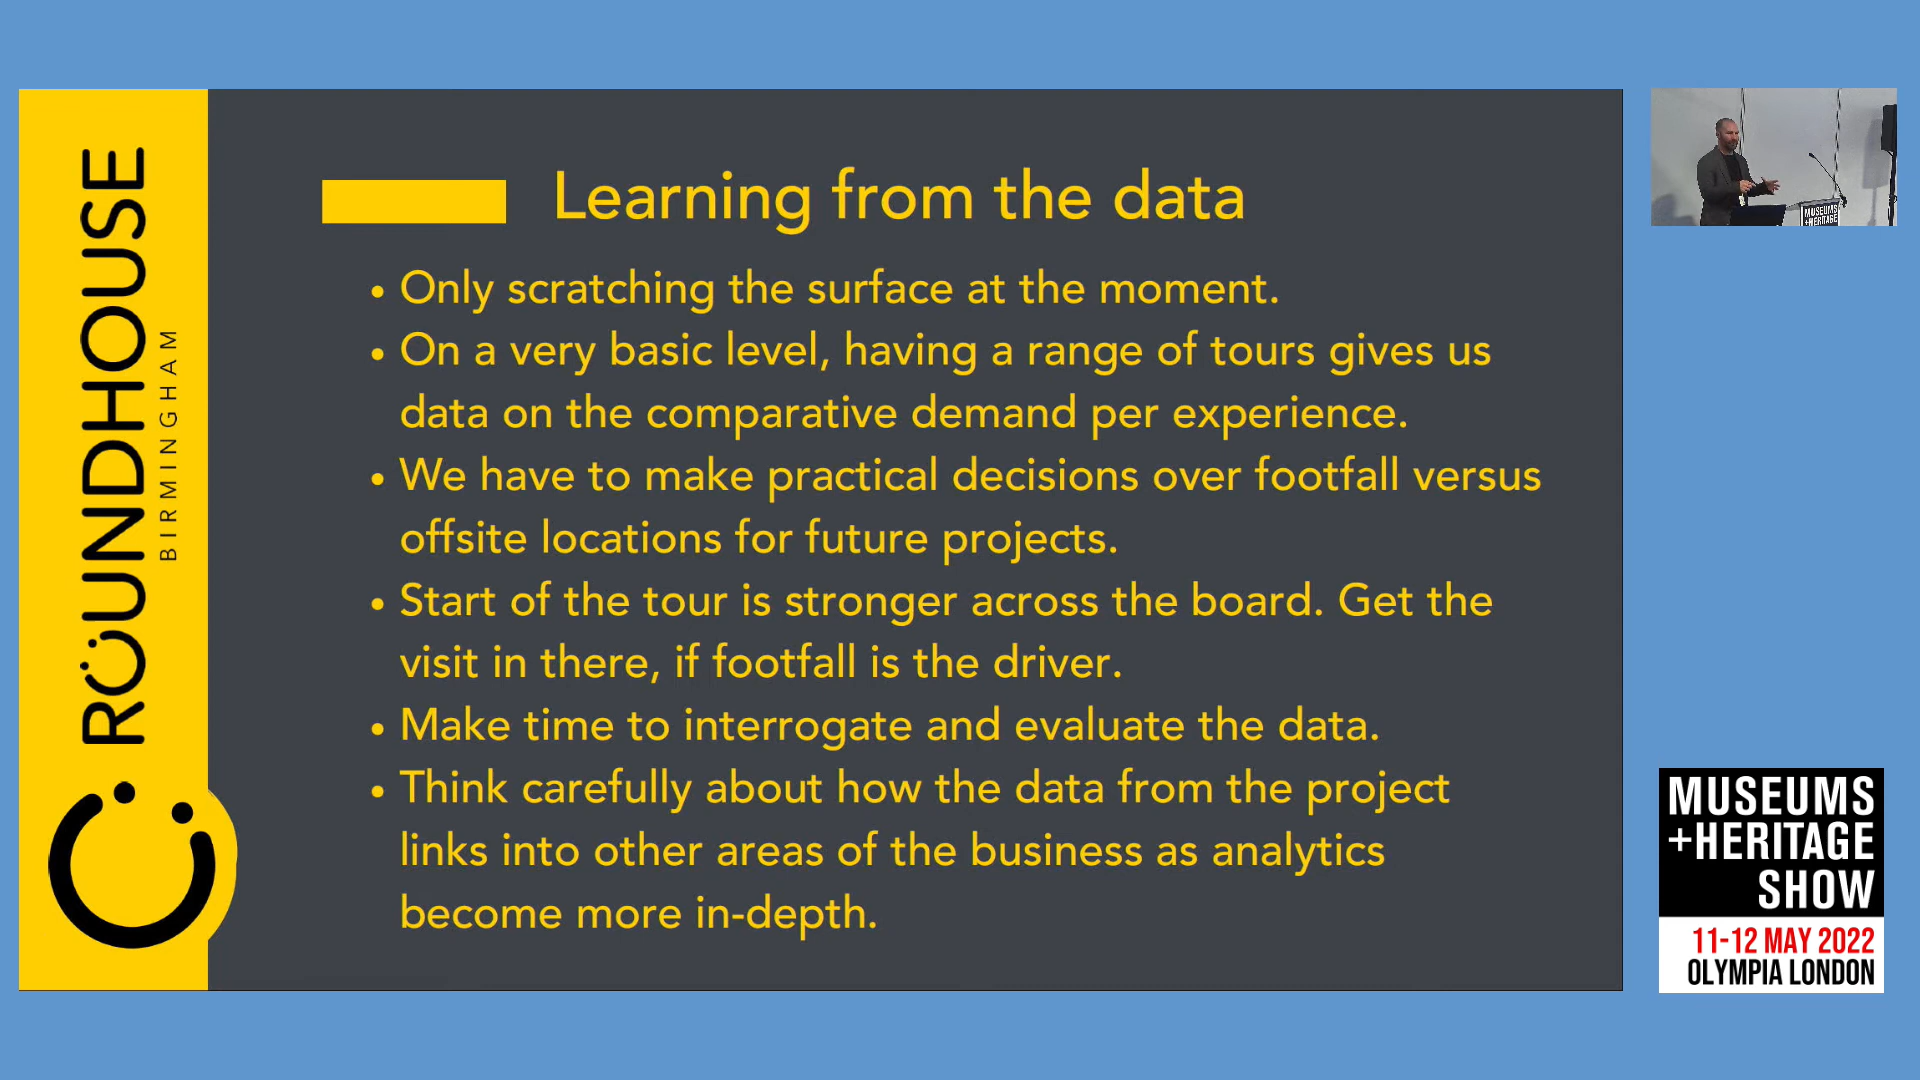 ROUNDHOUSE
BIRMINGHAM
Learning from the data
• Only scratching the surface at the moment.
• On a very basic level, having a range of tours gives us
data on the comparative demand per experience.
• We have to make practical decisions over footfall versus
offsite locations for future projects.
• Start of the tour is stronger across the board. Get the
visit in there, if footfall is the driver.
• Make time to interrogate and evaluate the data.
• Think carefully about how the data from the project
links into other areas of the business as analytics
become more in-depth.
MUSEUMS
+HERITAGE
MUSEUMS
+HERITAGE
SHOW
11-12 MAY 2022
OLYMPIA LONDON